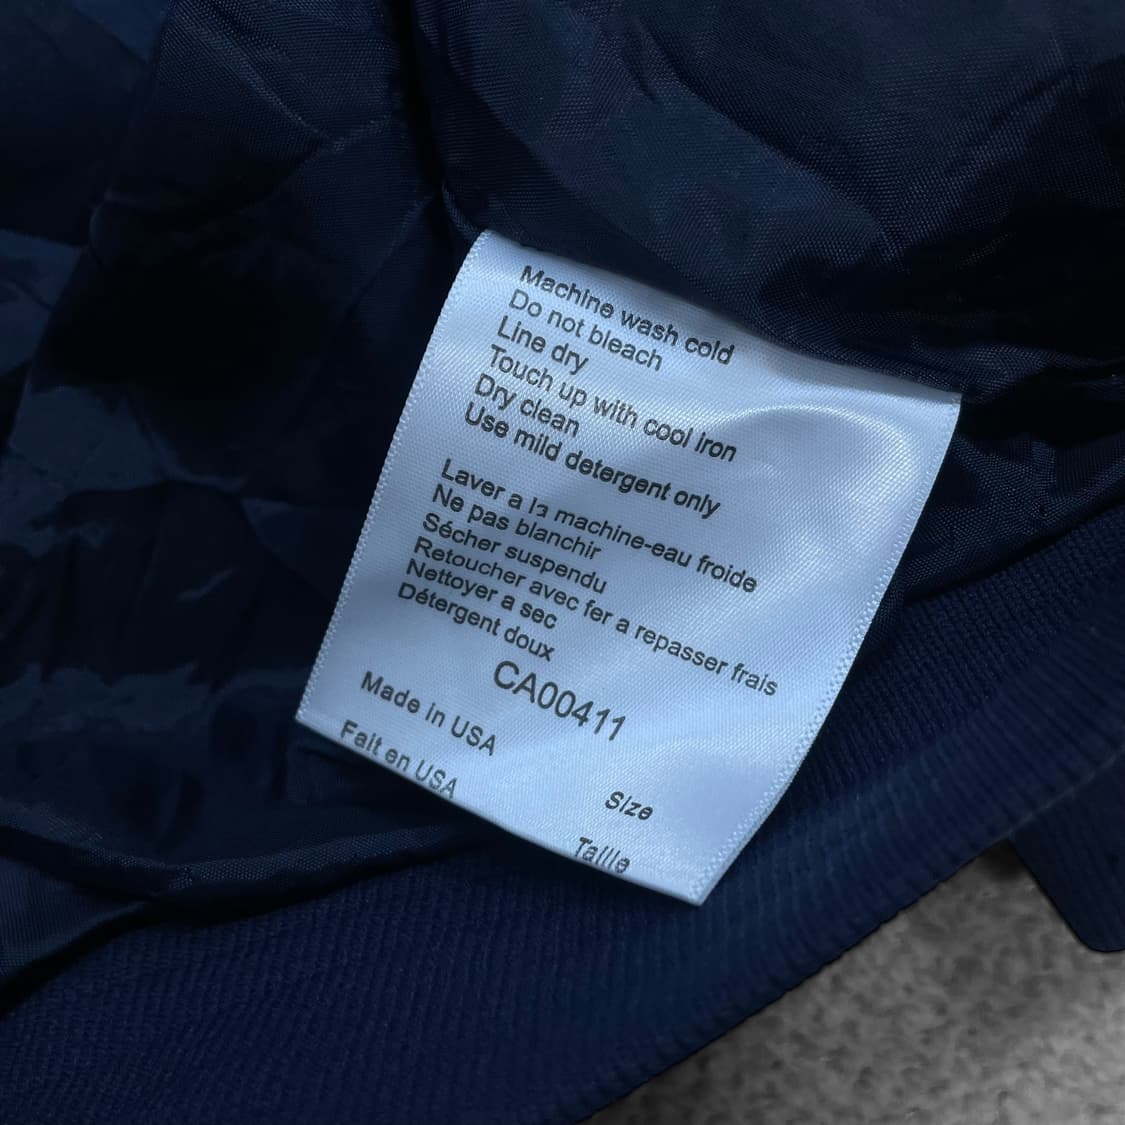 Machine wash cold
Do not bleach
Line dry
Touch up with cool iron
Dry clean
Use mild detergent only
Laver a la machine-eau froide
Ne pas blanchir
Sécher suspendu
Retoucher avec fer a repasser frais
Nettoyer a sec
Détergent doux
CA00411
Made in USA
Fait en USA
Size
Taille